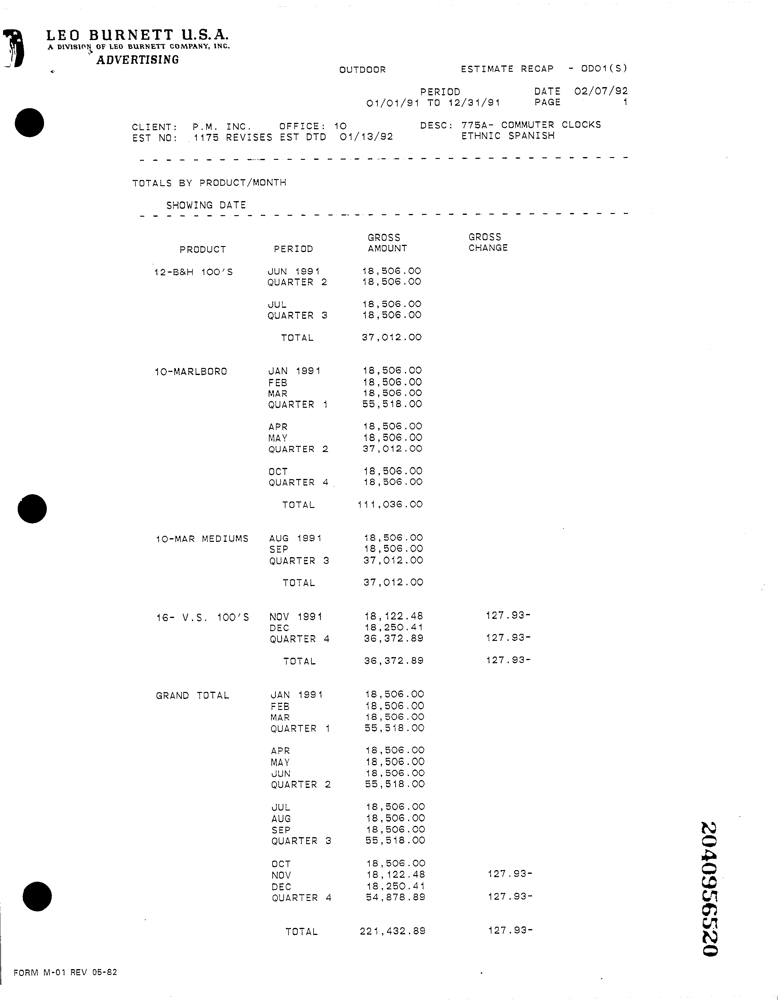 LEO BURNETT U.S.A.
A DIVISION OF LEO BURNETT COMPANY, INC.
ADVERTISING
OUTDOOR ESTIMATE RECAP - OD01(S)
PERIOD DATE 02/07/92
01/01/91 TO 12/31/91 PAGE 1
CLIENT: P.M. INC. OFFICE: 10 DESC: 775A- COMMUTER CLOCKS
EST NO: 1175 REVISES EST DTD 01/13/92 ETHNIC SPANISH
TOTALS BY PRODUCT/MONTH
SHOWING DATE
GROSS GROSS
PRODUCT PERIOD AMOUNT CHANGE
12-B&H 100'S JUN 1991 18,506.00
QUARTER 2 18,506.00
JUL 18,506.00
QUARTER 3 18,506.00
TOTAL 37,012.00
10-MARLBORO JAN 1991 18,506.00
FEB 18,506.00
MAR 18,506.00
QUARTER 1 55,518.00
APR 18,506.00
MAY 18,506.00
QUARTER 2 37,012.00
OCT 18,506.00
QUARTER 4 18,506.00
TOTAL 111,036.00
10-MAR MEDIUMS AUG 1991 18,506.00
SEP 18,506.00
QUARTER 3 37,012.00
TOTAL 37,012.00
16- V.S. 100'S NOV 1991 18,122.48 127.93-
DEC 18,250.41
QUARTER 4 36,372.89 127.93-
TOTAL 36,372.89 127.93-
GRAND TOTAL JAN 1991 18,506.00
FEB 18,506.00
MAR 18,506.00
QUARTER 1 55,518.00
APR 18,506.00
MAY 18,506.00
JUN 18,506.00
QUARTER 2 55,518.00
JUL 18,506.00
AUG 18,506.00
SEP 18,506.00
QUARTER 3 55,518.00
OCT 18,506.00
NOV 18,122.48 127.93-
DEC 18,250.41
QUARTER 4 54,878.89 127.93-
TOTAL 221,432.89 127.93-
2040956520
FORM M-01 REV 05-82